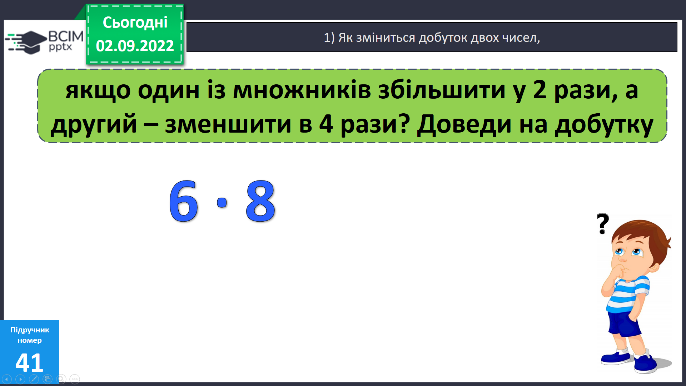 ВСІМ
pptx
Сьогодні
02.09.2022
1) Як зміниться добуток двох чисел,
якщо один із множників збільшити у 2 рази, а
другий – зменшити в 4 рази? Доведи на добутку
6 · 8
?
Підручник
номер
41